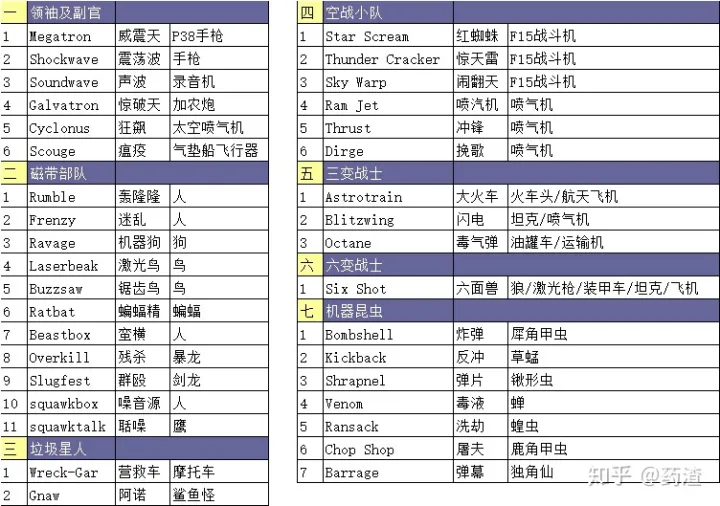 一 领袖及副官
1 Megatron 威震天 P38手枪
2 Shockwave 震荡波 手枪
3 Soundwave 声波 录音机
4 Galvatron 惊破天 加农炮
5 Cyclonus 狂飙 太空喷气机
6 Scouge 瘟疫 气垫船飞行器
二 磁带部队
1 Rumble 轰隆隆 人
2 Frenzy 迷乱 人
3 Ravage 机器狗 狗
4 Laserbeak 激光鸟 鸟
5 Buzzsaw 锯齿鸟 鸟
6 Ratbat 蝙蝠精 蝙蝠
7 Beastbox 蛮横 人
8 Overkill 残杀 暴龙
9 Slugfest 群殴 剑龙
10 squawkbox 噪音源 人
11 squawktalk 聒噪 鹰
三 垃圾星人
1 Wreck-Gar 营救车 摩托车
2 Gnaw 阿诺 鲨鱼怪
四 空战小队
1 Star Scream 红蜘蛛 F15战斗机
2 Thunder Cracker 惊天雷 F15战斗机
3 Sky Warp 闹翻天 F15战斗机
4 Ram Jet 喷汽机 喷气机
5 Thrust 冲锋 喷气机
6 Dirge 挽歌 喷气机
五 三变战士
1 Astrotrain 大火车 火车头/航天飞机
2 Blitzwing 闪电 坦克/喷气机
3 Octane 毒气弹 油罐车/运输机
六 六变战士
1 Six Shot 六面兽 狼/激光枪/装甲车/坦克/飞机
七 机器昆虫
1 Bombshell 炸弹 犀角甲虫
2 Kickback 反冲 草蜢
3 Shrapnel 弹片 锹形虫
4 Venom 毒液 蝉
5 Ransack 洗劫 蝗虫
6 Chop Shop 屠夫 鹿角甲虫
7 Barrage 弹幕 独角仙
知乎 @药渣